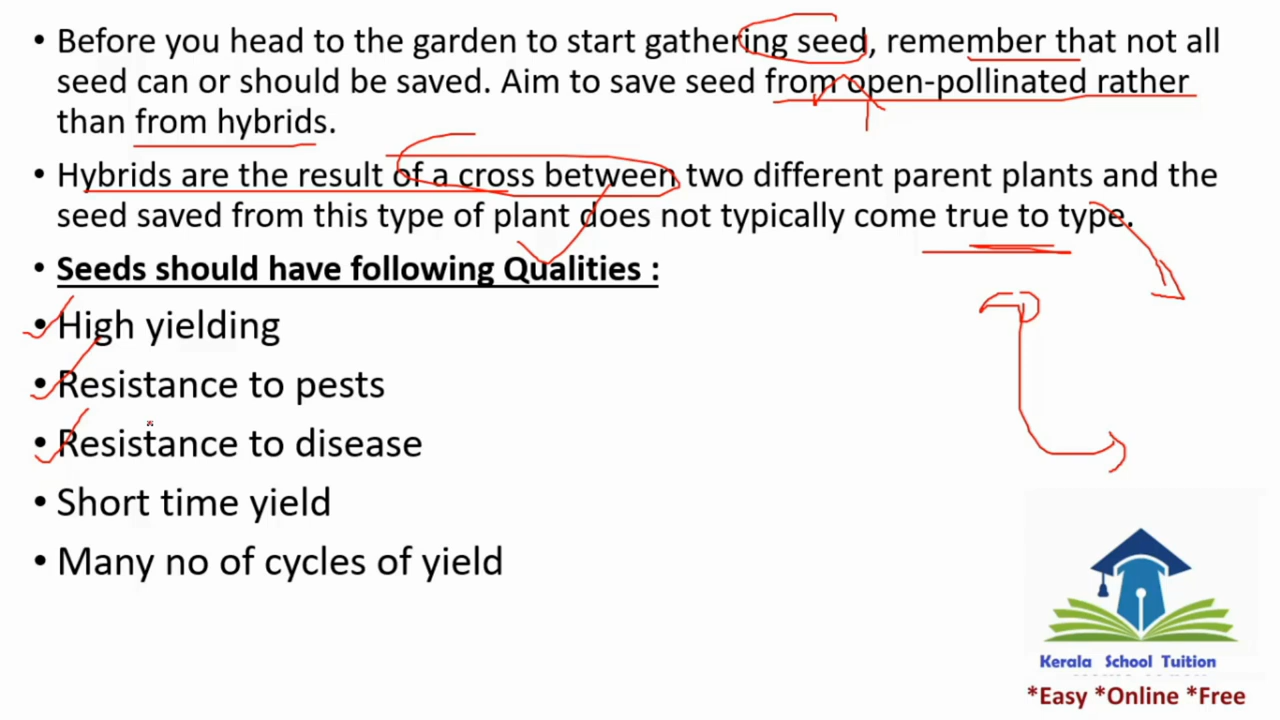 • Before you head to the garden to start gathering seed, remember that not all
seed can or should be saved. Aim to save seed from open-pollinated rather
than from hybrids.
• Hybrids are the result of a cross between two different parent plants and the
seed saved from this type of plant does not typically come true to type.
• Seeds should have following Qualities :
• High yielding
• Resistance to pests
• Resistance to disease
• Short time yield
• Many no of cycles of yield
Kerala School Tuition
*Easy *Online *Free